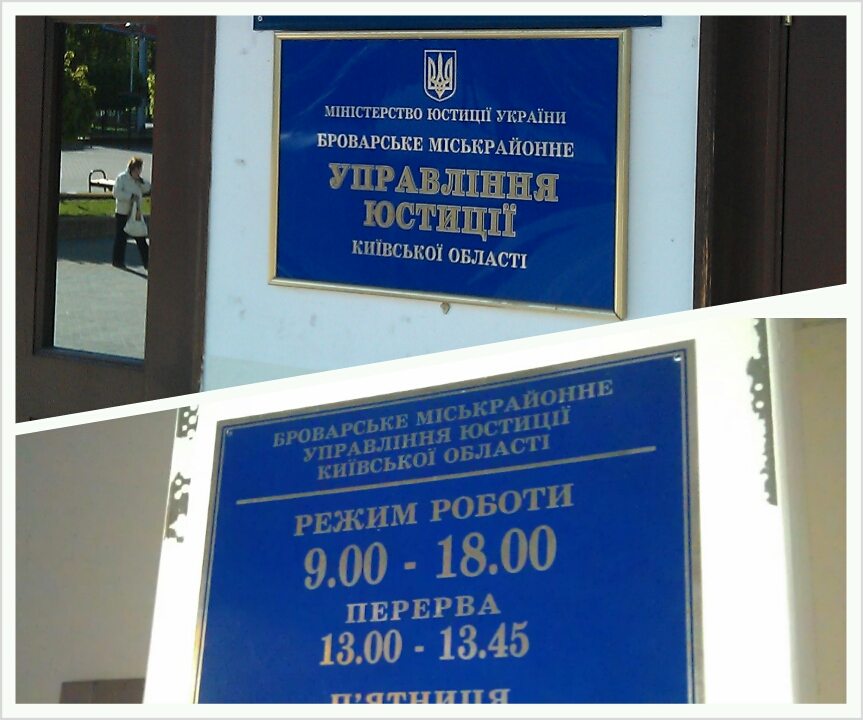 МІНІСТЕРСТВО ЮСТИЦІЇ УКРАЇНИ
БРОВАРСЬКЕ МІСЬКРАЙОННЕ
УПРАВЛІННЯ
ЮСТИЦІЇ
КИЇВСЬКОЇ ОБЛАСТІ
БРОВАРСЬКЕ МІСЬКРАЙОННЕ
УПРАВЛІННЯ ЮСТИЦІЇ
КИЇВСЬКОЇ ОБЛАСТІ
РЕЖИМ РОБОТИ
9.00 - 18.00
ПЕРЕРВА
13.00 - 13.45
П'ЯТНИЦЯ